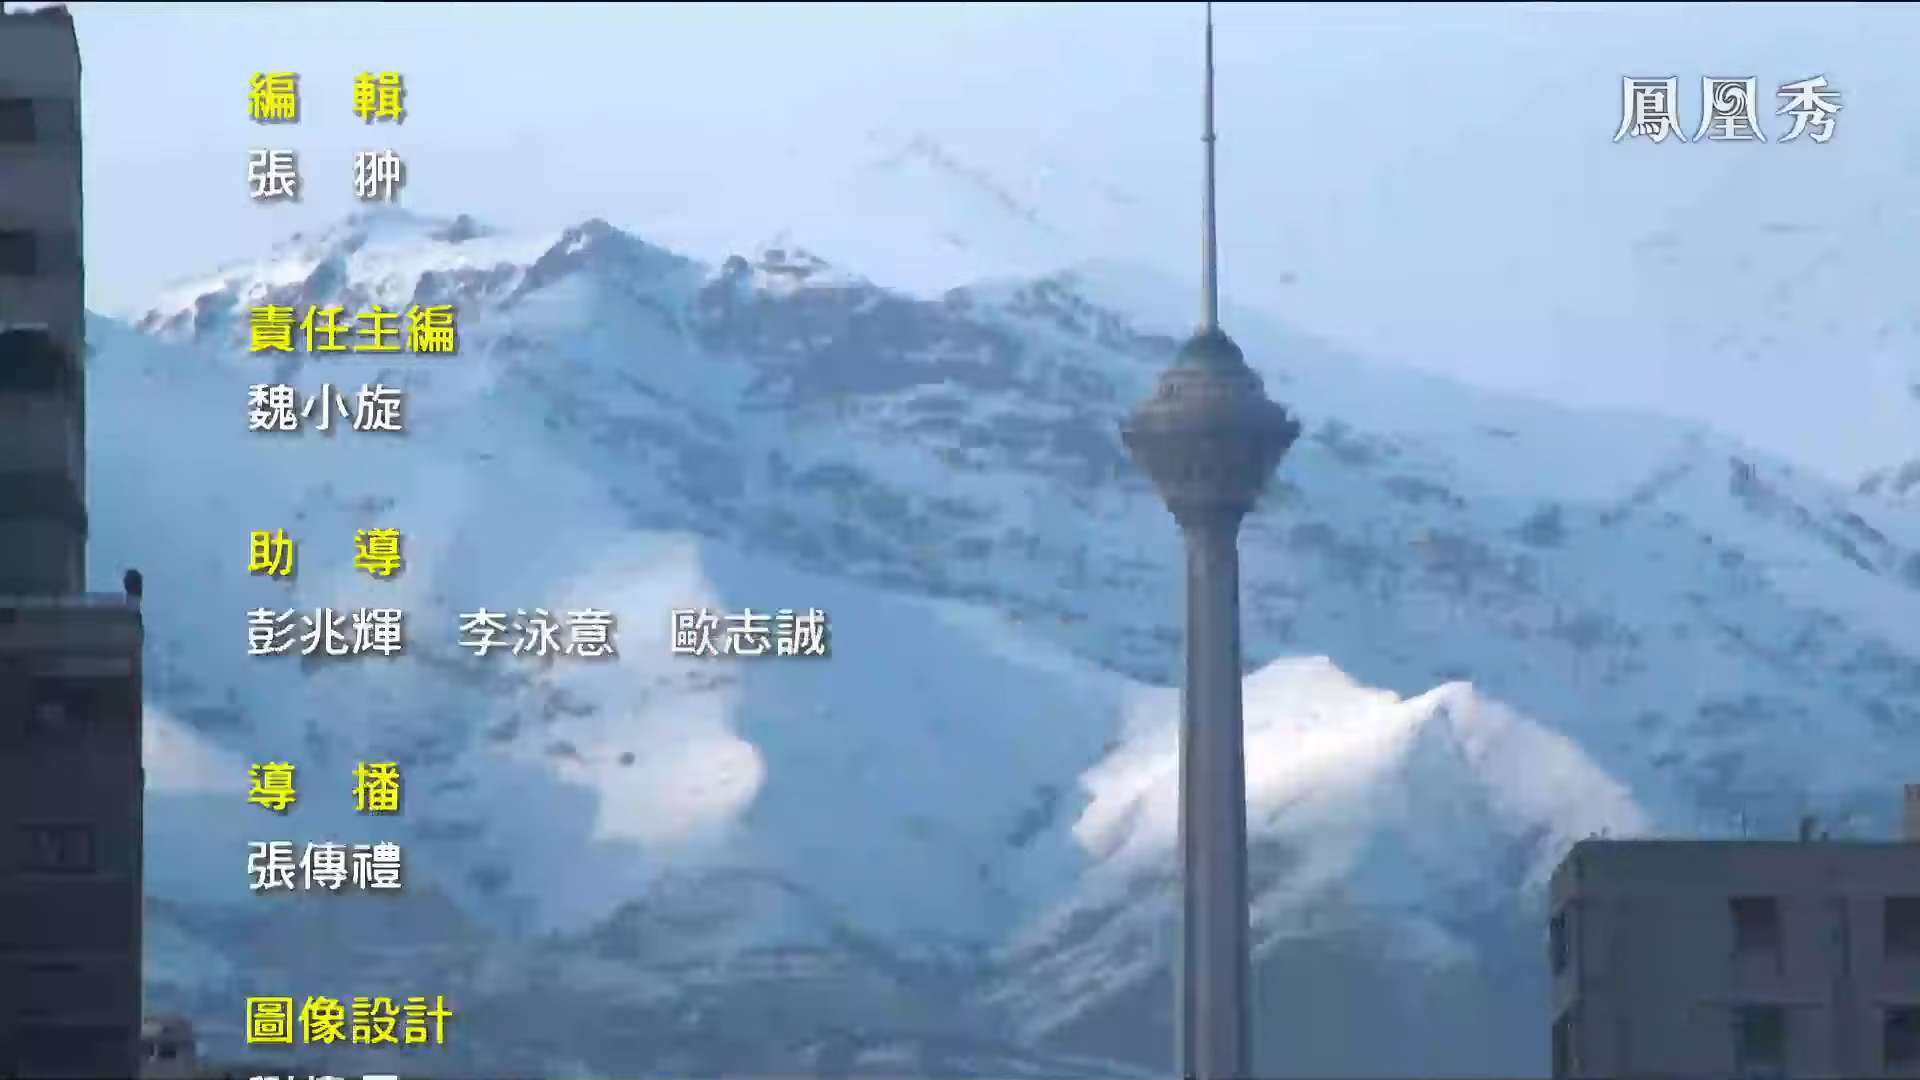 鳳凰秀
編　輯
張　翀
責任主編
魏小旋
助　導
彭兆輝　李泳意　歐志誠
導　播
張傳禮
圖像設計